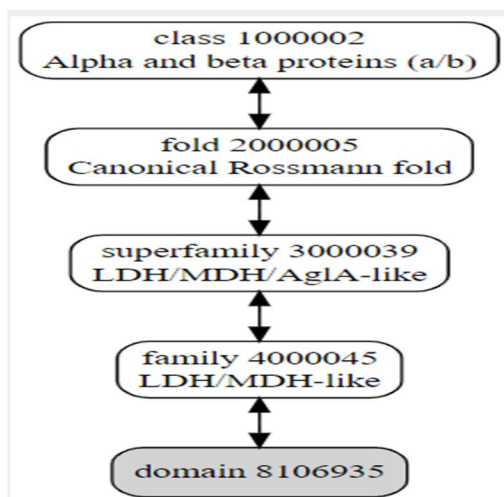 class 1000002
Alpha and beta proteins (a/b)
fold 2000005
Canonical Rossmann fold
superfamily 3000039
LDH/MDH/AglA-like
family 4000045
LDH/MDH-like
domain 8106935